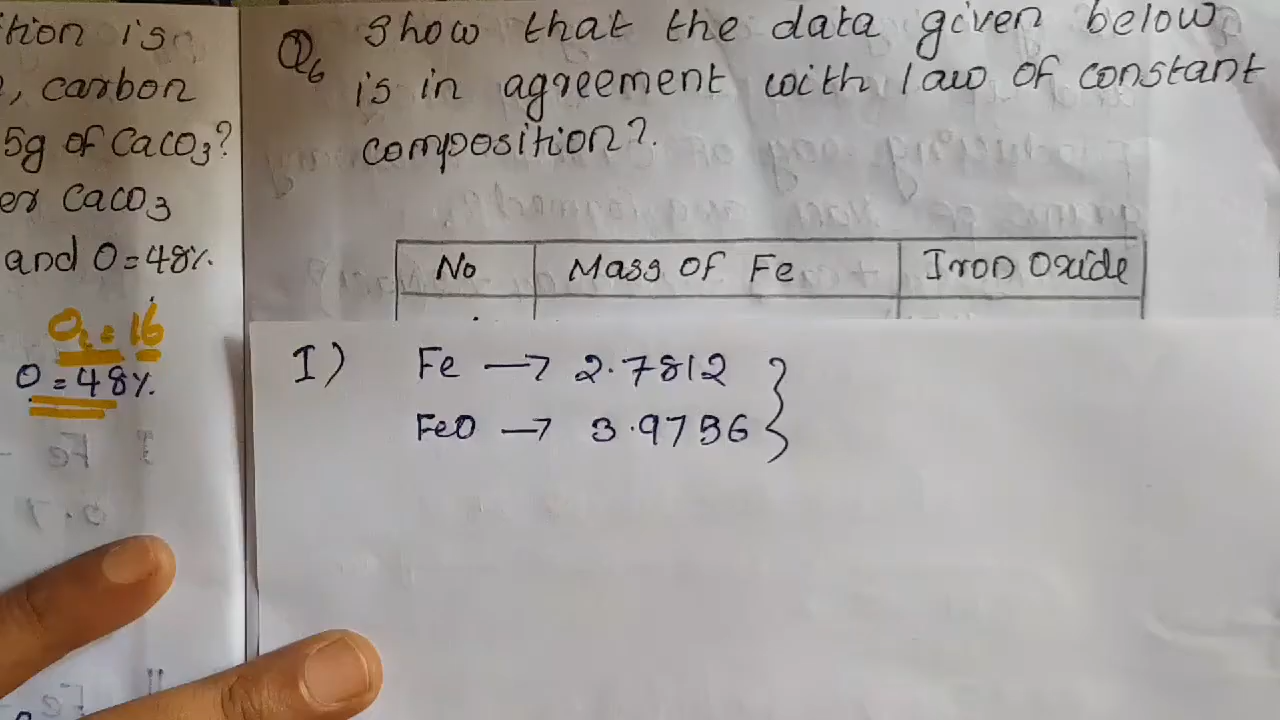 tion is
, carbon
5g of CaCO3?
er CaCO3
and O=48%.
O2=16
O=48%.
Q6 Show that the data given below
is in agreement with law of constant
composition?.
No Mass of Fe Iron Oxide
I) Fe → 2.7812
FeO → 3.9736